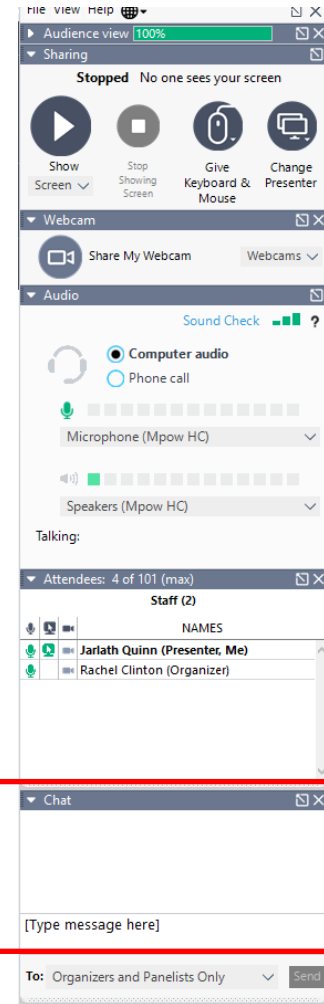 File View Help
Audience view 100%
Sharing
Stopped No one sees your screen
Show
Screen
Stop
Showing
Screen
Give
Keyboard &
Mouse
Change
Presenter
Webcam
Share My Webcam Webcams
Audio
Sound Check ?
Computer audio
Phone call
Microphone (Mpow HC)
Speakers (Mpow HC)
Talking:
Attendees: 4 of 101 (max)
Staff (2)
NAMES
Jarlath Quinn (Presenter, Me)
Rachel Clinton (Organizer)
Chat
[Type message here]
To: Organizers and Panelists Only Send